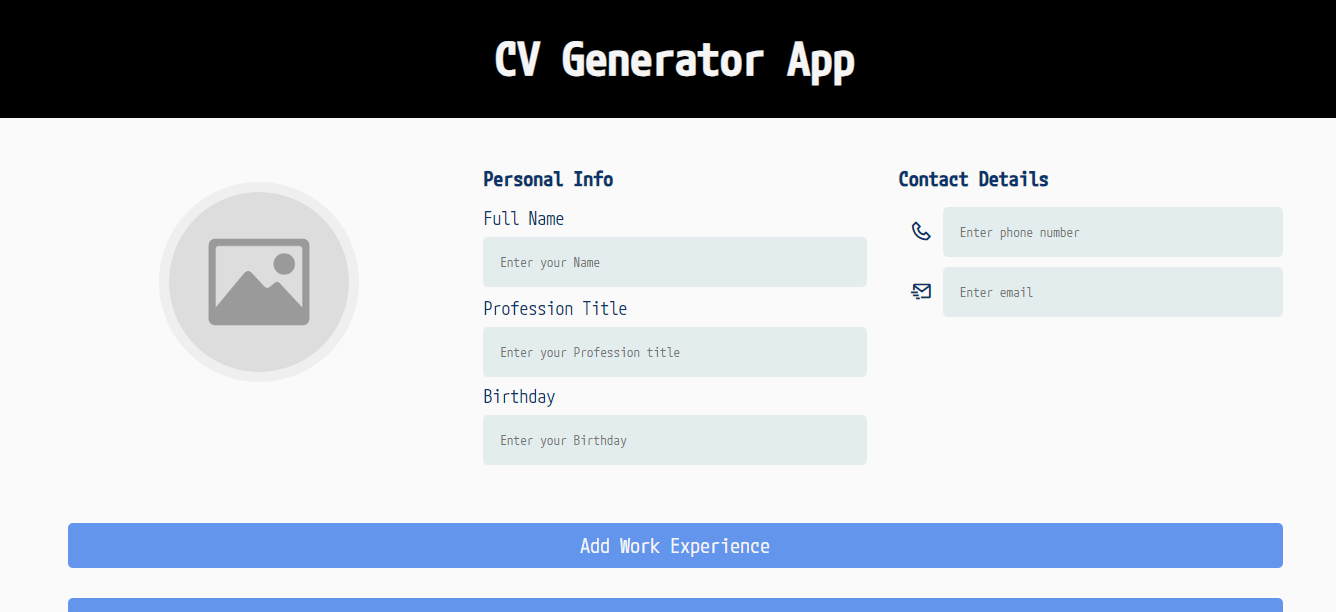 CV Generator App
Personal Info
Full Name
Enter your Name
Profession Title
Enter your Profession title
Birthday
Enter your Birthday
Contact Details
Enter phone number
Enter email
Add Work Experience